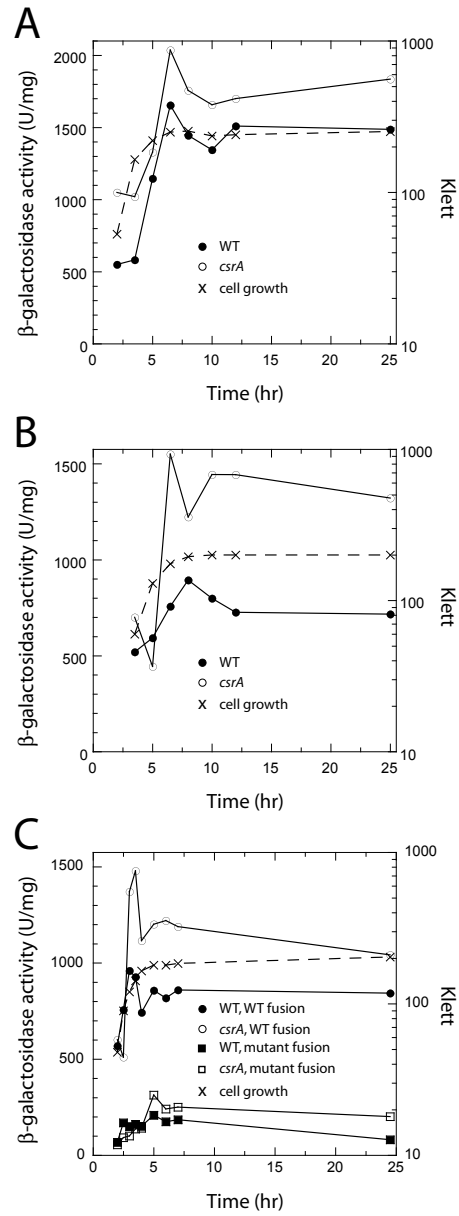 A
β-galactosidase activity (U/mg)
2000
1500
1000
500
0
1000
100
10
Klett
WT
csrA
cell growth
0 5 10 15 20 25
Time (hr)
B
β-galactosidase activity (U/mg)
1500
1000
500
0
1000
100
10
Klett
WT
csrA
cell growth
0 5 10 15 20 25
Time (hr)
C
β-galactosidase activity (U/mg)
1500
1000
500
0
1000
100
10
Klett
WT, WT fusion
csrA, WT fusion
WT, mutant fusion
csrA, mutant fusion
cell growth
0 5 10 15 20 25
Time (hr)